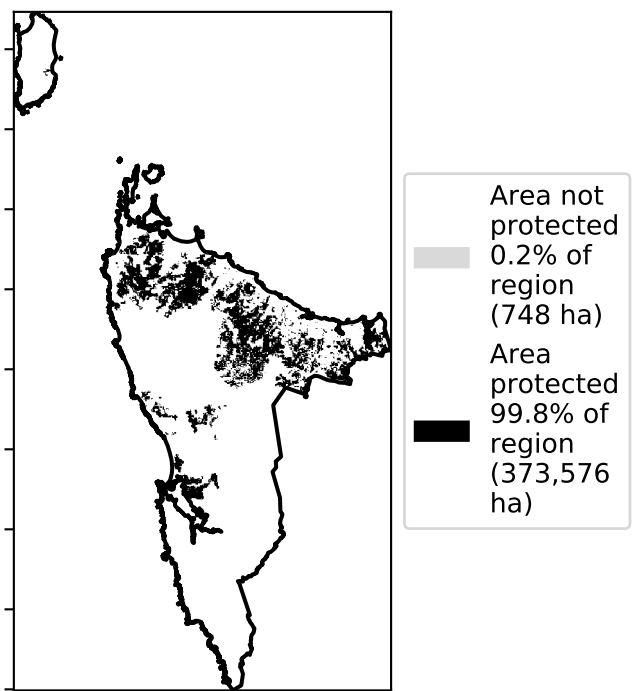 Area not
protected
0.2% of
region
(748 ha)
Area
protected
99.8% of
region
(373,576
ha)